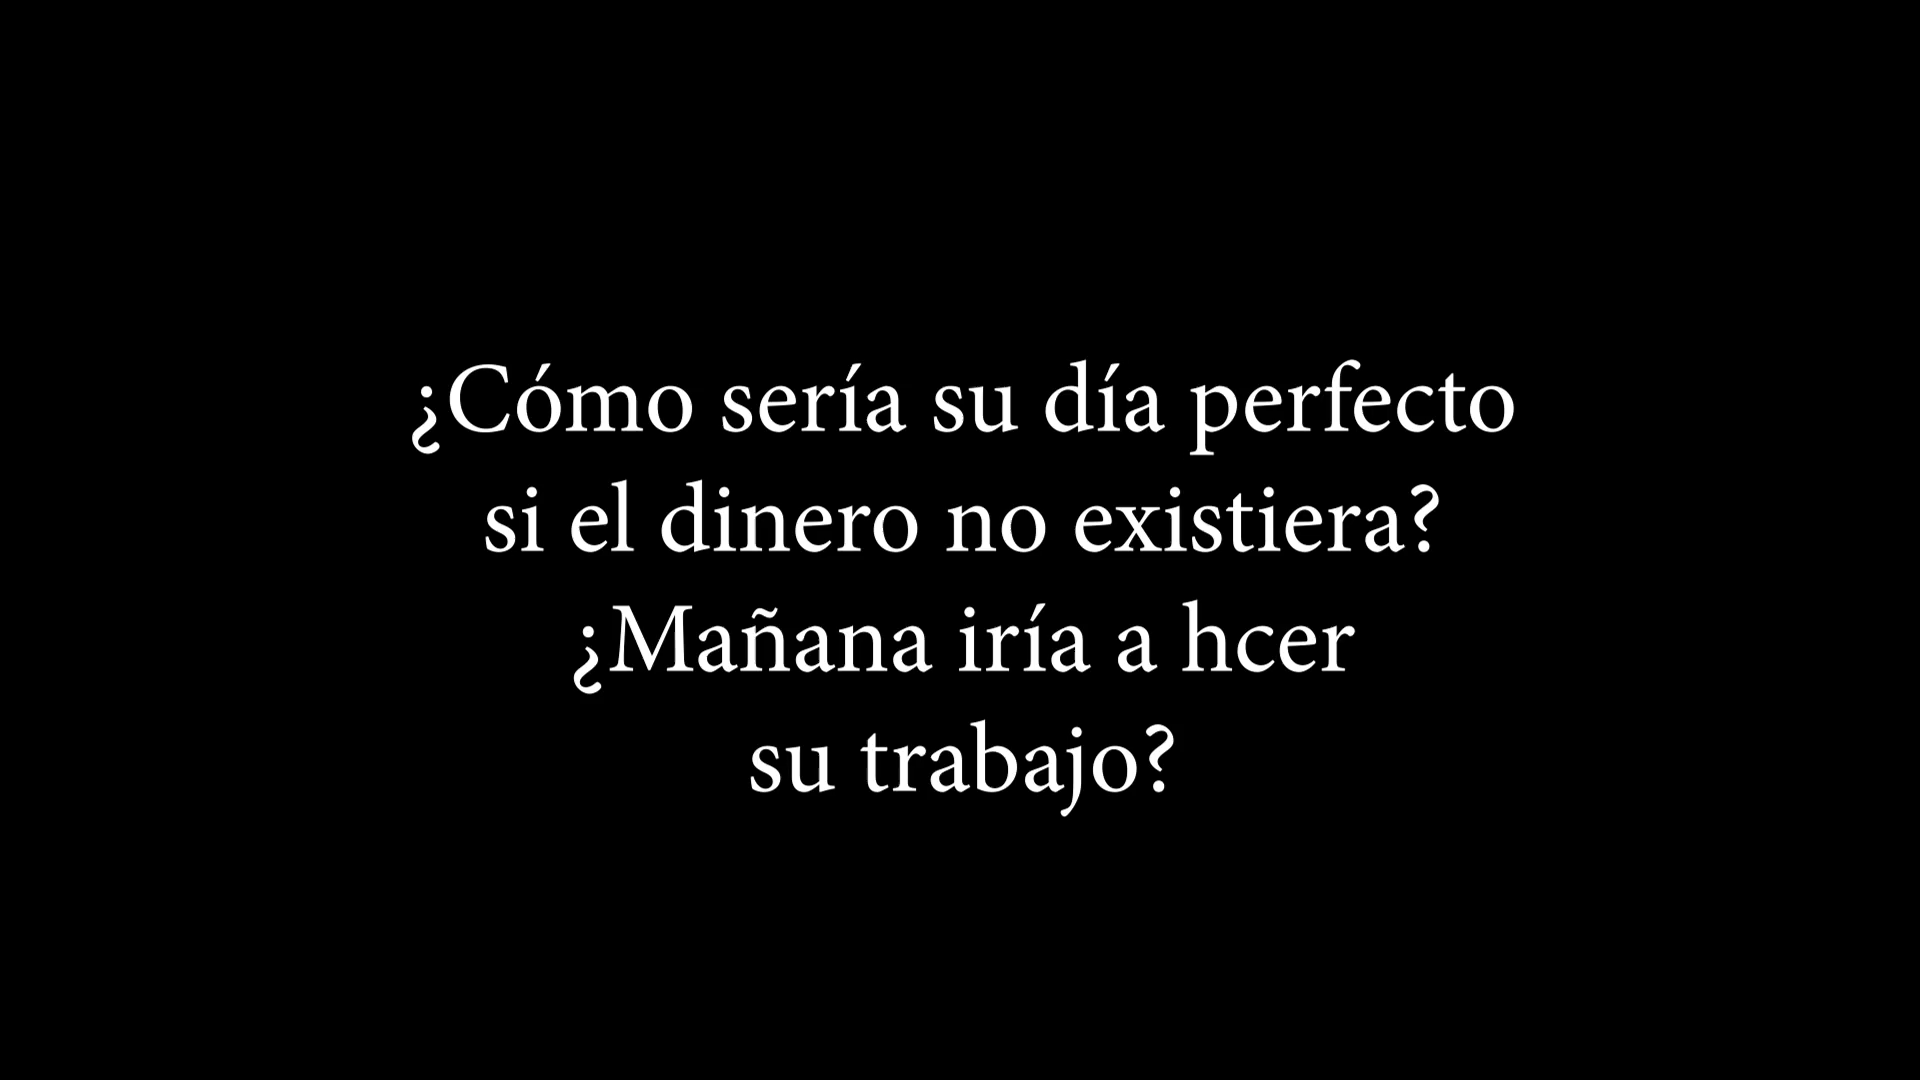 ¿Cómo sería su día perfecto
si el dinero no existiera?
¿Mañana iría a hcer
su trabajo?